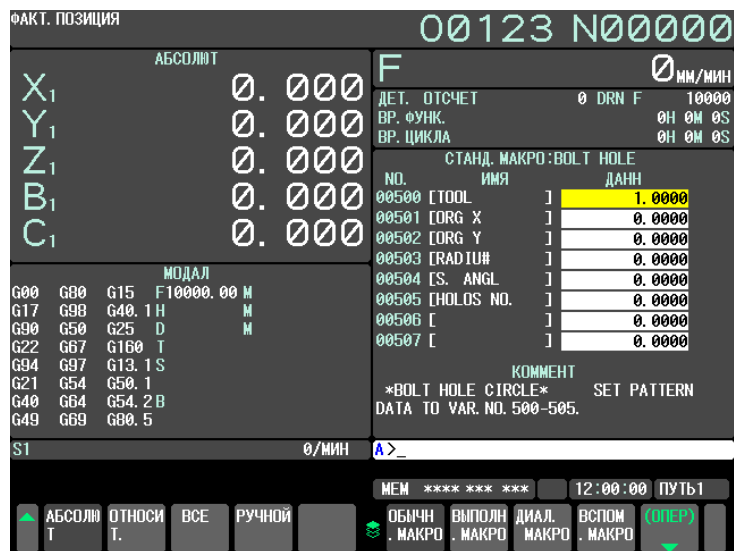 ФАКТ. ПОЗИЦИЯ
O0123 N00000
АБСОЛЮТ
X1 0. 000
Y1 0. 000
Z1 0. 000
B1 0. 000
C1 0. 000
F 0 ММ/МИН
ДЕТ. ОТСЧЕТ 0 DRN F 10000
ВР. ФУНК. 0H 0M 0S
ВР. ЦИКЛА 0H 0M 0S
СТАНД. МАКРО:BOLT HOLE
NO. ИМЯ ДАНН
00500 [TOOL ] 1. 0000
00501 [ORG X ] 0. 0000
00502 [ORG Y ] 0. 0000
00503 [RADIU# ] 0. 0000
00504 [S. ANGL ] 0. 0000
00505 [HOLOS NO. ] 0. 0000
00506 [ ] 0. 0000
00507 [ ] 0. 0000
КОММЕНТ
*BOLT HOLE CIRCLE* SET PATTERN
DATA TO VAR. NO. 500-505.
МОДАЛ
G00 G80 G15 F10000. 00 M
G17 G98 G40. 1 H M
G90 G50 G25 D M
G22 G67 G160 T
G94 G97 G13. 1 S
G21 G54 G50. 1
G40 G64 G54. 2 B
G49 G69 G80. 5
S1 0/МИН
A >_
MEM **** *** *** 12:00:00 ПУТЬ1
АБСОЛЮ
Т
ОТНОСИ
Т.
ВСЕ
РУЧНОЙ
ОБЫЧН
. МАКРО
ВЫПОЛН
. МАКРО
ДИАЛ.
МАКРО
ВСПОМ
. МАКРО
(ОПЕР)